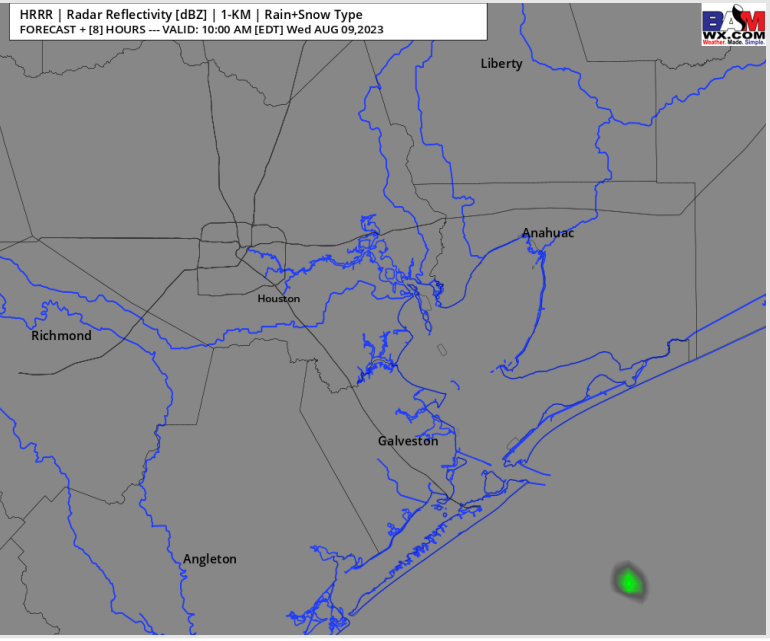 HRRR | Radar Reflectivity [dBZ] | 1-KM | Rain+Snow Type
FORECAST + [8] HOURS --- VALID: 10:00 AM [EDT] Wed AUG 09,2023
BAM
WX.COM
Weather. Made. Simple.
Liberty
Anahuac
Houston
Richmond
Galveston
Angleton